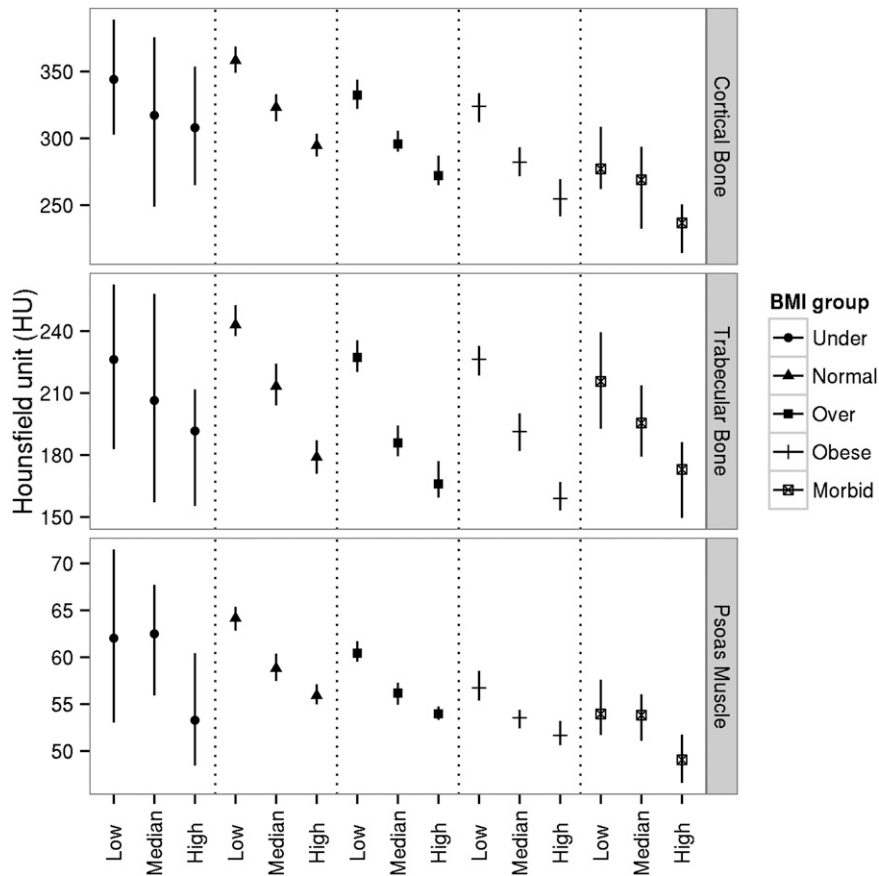 Hounsfield unit (HU)
350
300
250
Cortical Bone
240
210
180
150
Trabecular Bone
70
65
60
55
50
Psoas Muscle
Low
Median
High
Low
Median
High
Low
Median
High
Low
Median
High
Low
Median
High
BMI group
Under
Normal
Over
Obese
Morbid